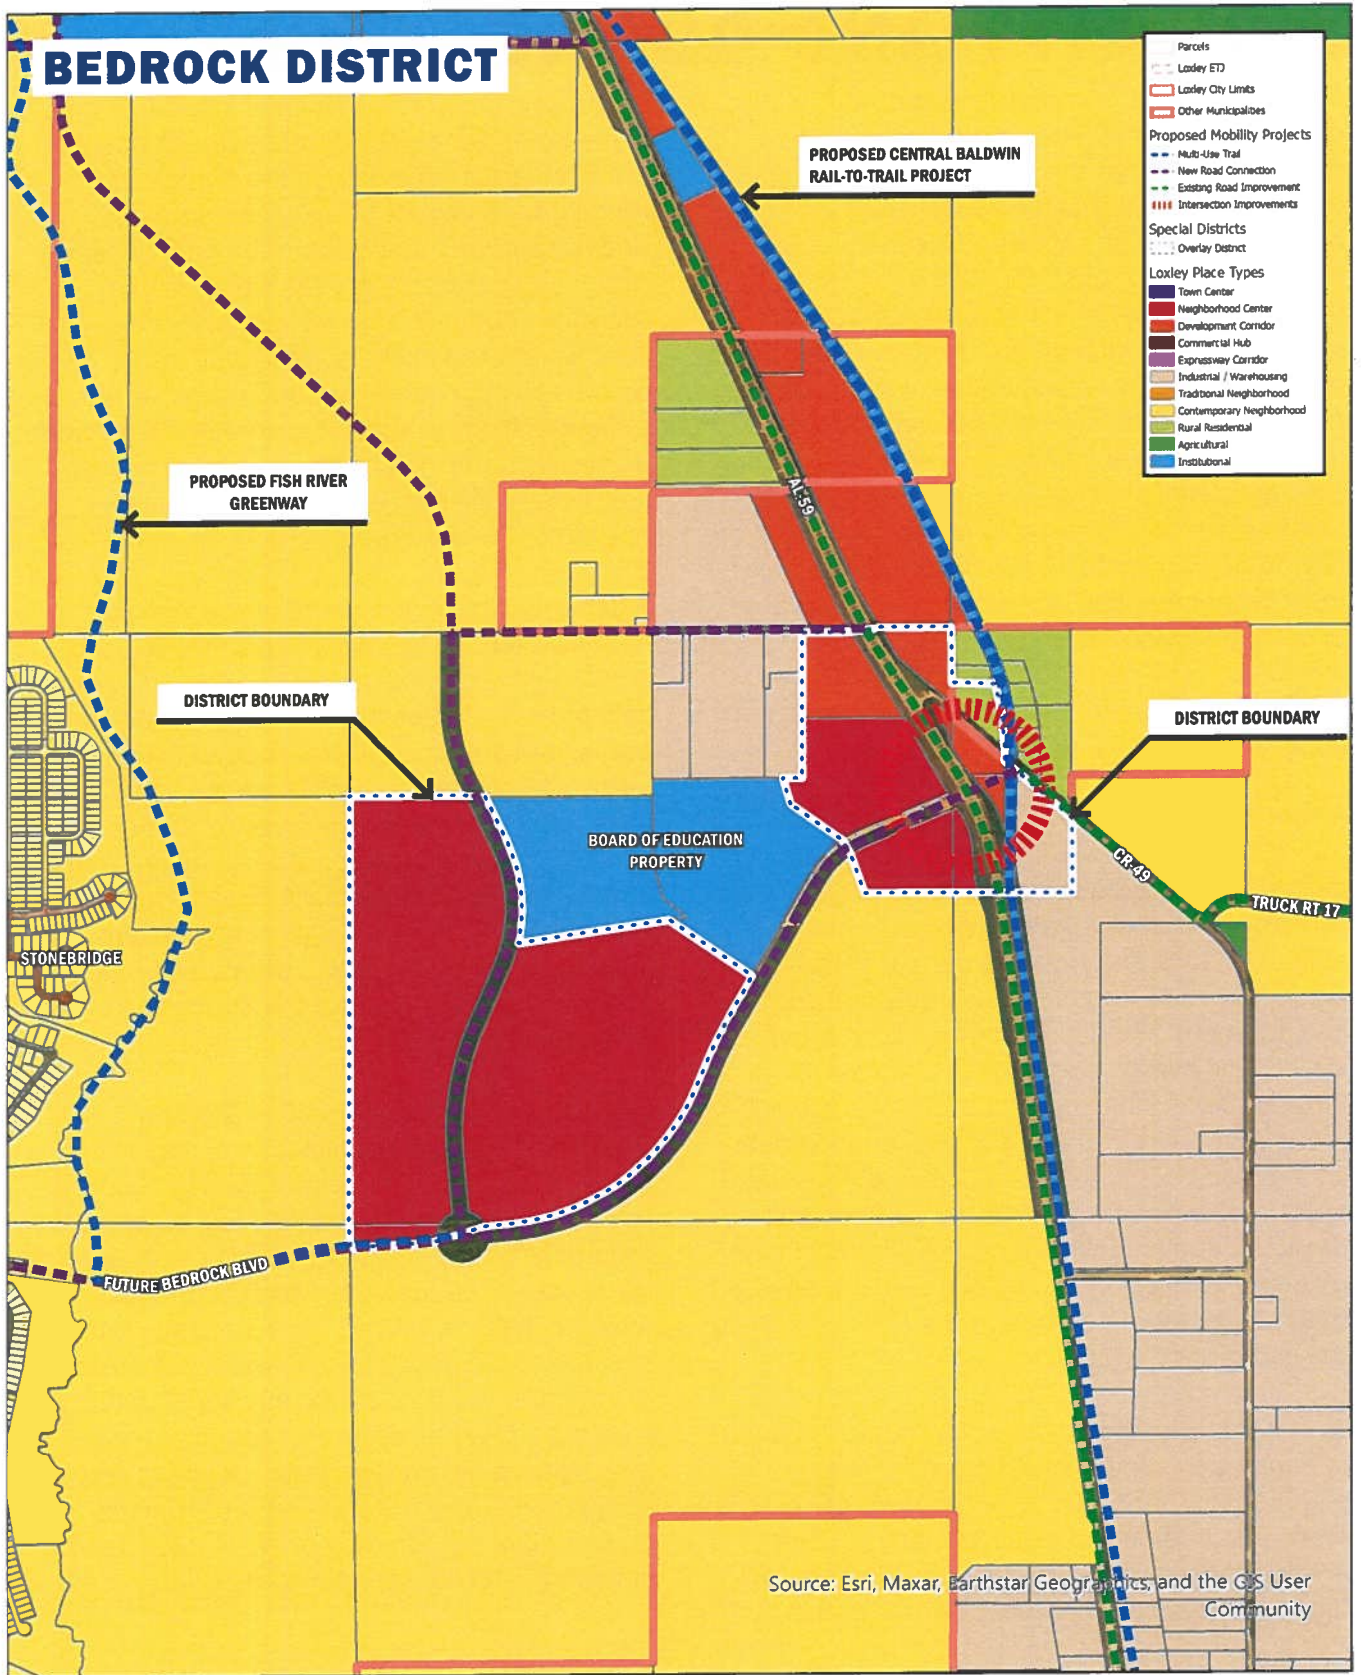 BEDROCK DISTRICT
Parcels
Loxley ETJ
Loxley City Limits
Other Municipalities
Proposed Mobility Projects
Multi-Use Trail
New Road Connection
Existing Road Improvement
Intersection Improvements
Special Districts
Overlay District
Loxley Place Types
Town Center
Neighborhood Center
Development Corridor
Commercial Hub
Expressway Corridor
Industrial / Warehousing
Traditional Neighborhood
Contemporary Neighborhood
Rural Residential
Agricultural
Institutional
PROPOSED CENTRAL BALDWIN
RAIL-TO-TRAIL PROJECT
PROPOSED FISH RIVER
GREENWAY
AL-59
DISTRICT BOUNDARY
DISTRICT BOUNDARY
BOARD OF EDUCATION
PROPERTY
CR-49
TRUCK RT 17
STONEBRIDGE
FUTURE BEDROCK BLVD
Source: Esri, Maxar, Earthstar Geographics, and the GIS User
Community